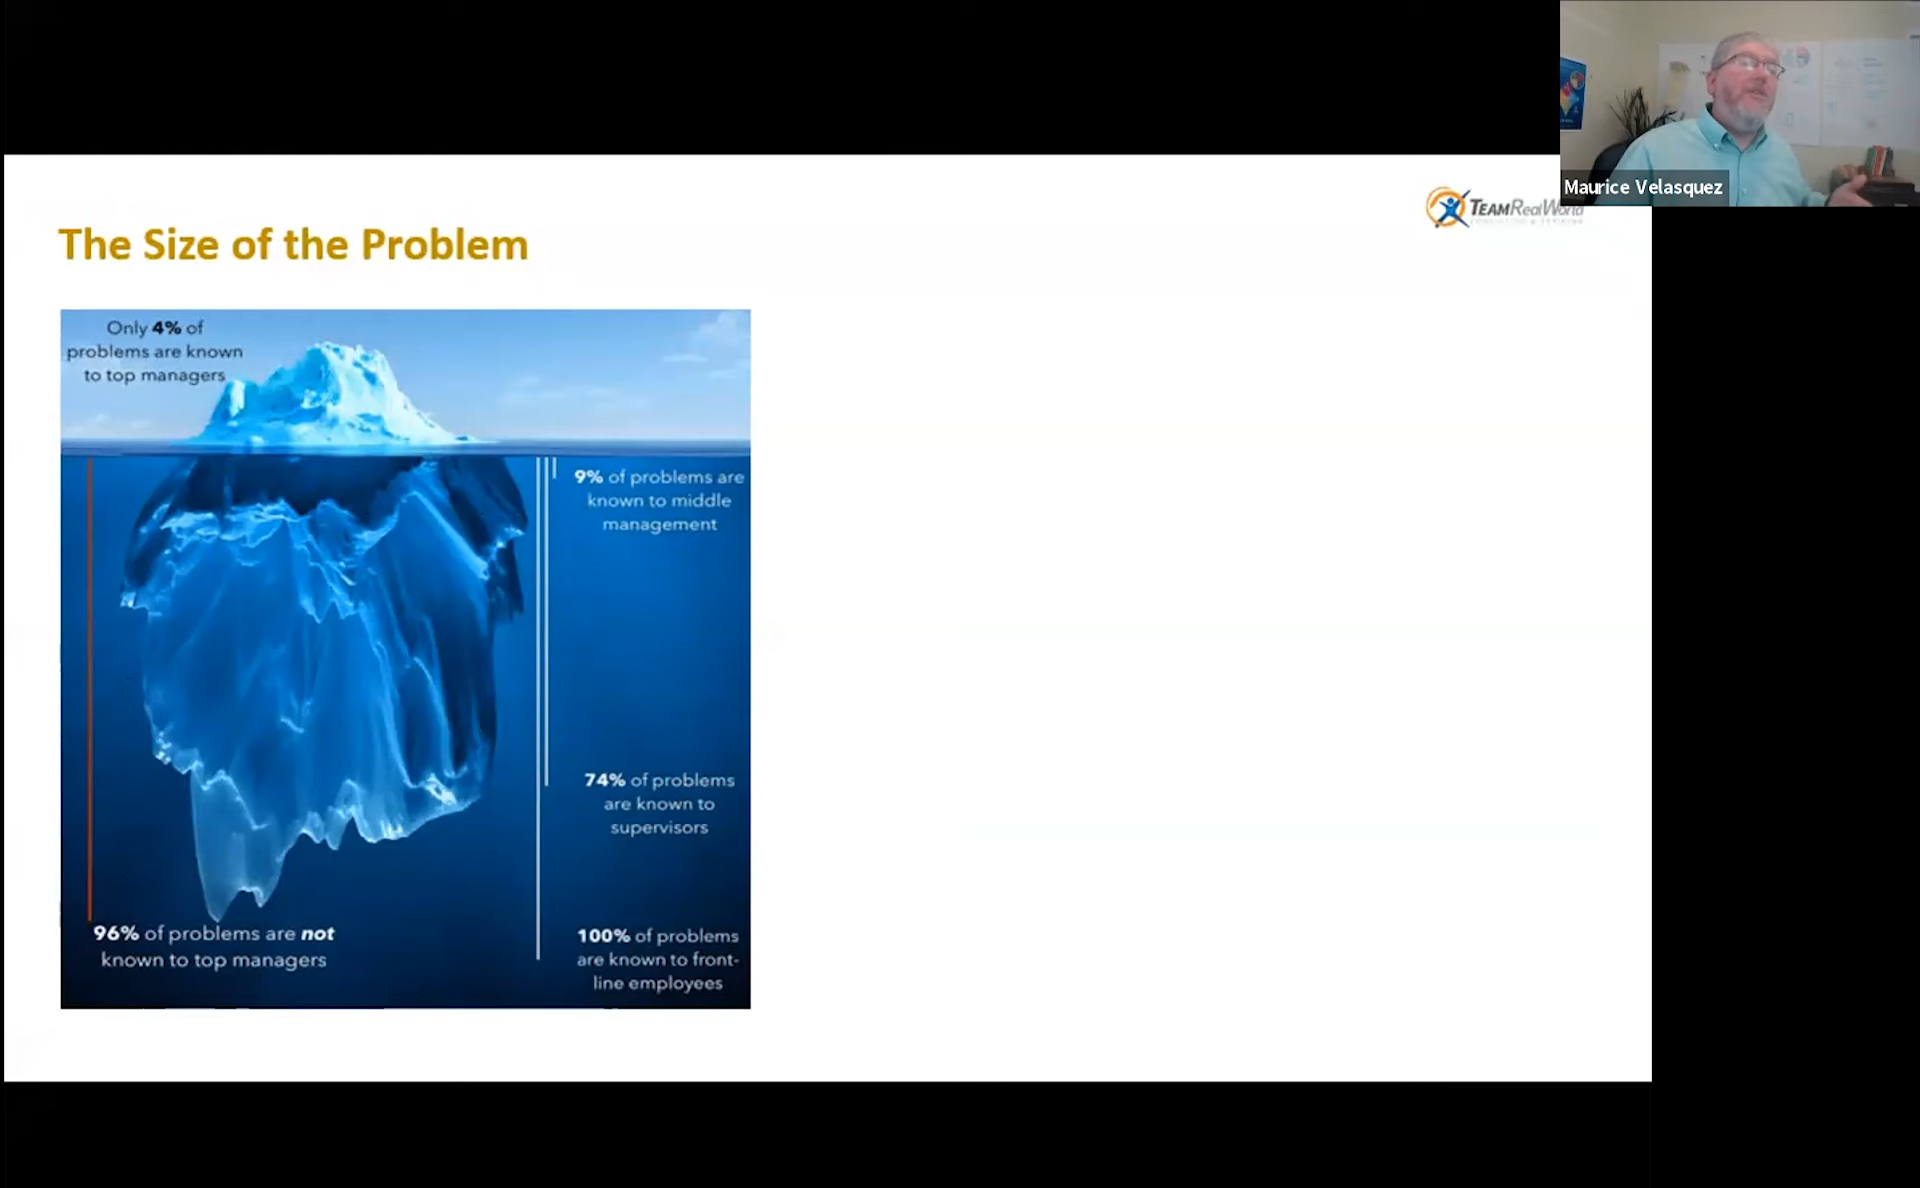 Maurice Velasquez
TEAMRealWorld
The Size of the Problem
Only 4% of
problems are known
to top managers
9% of problems are
known to middle
management
74% of problems
are known to
supervisors
96% of problems are not
known to top managers
100% of problems
are known to front-
line employees